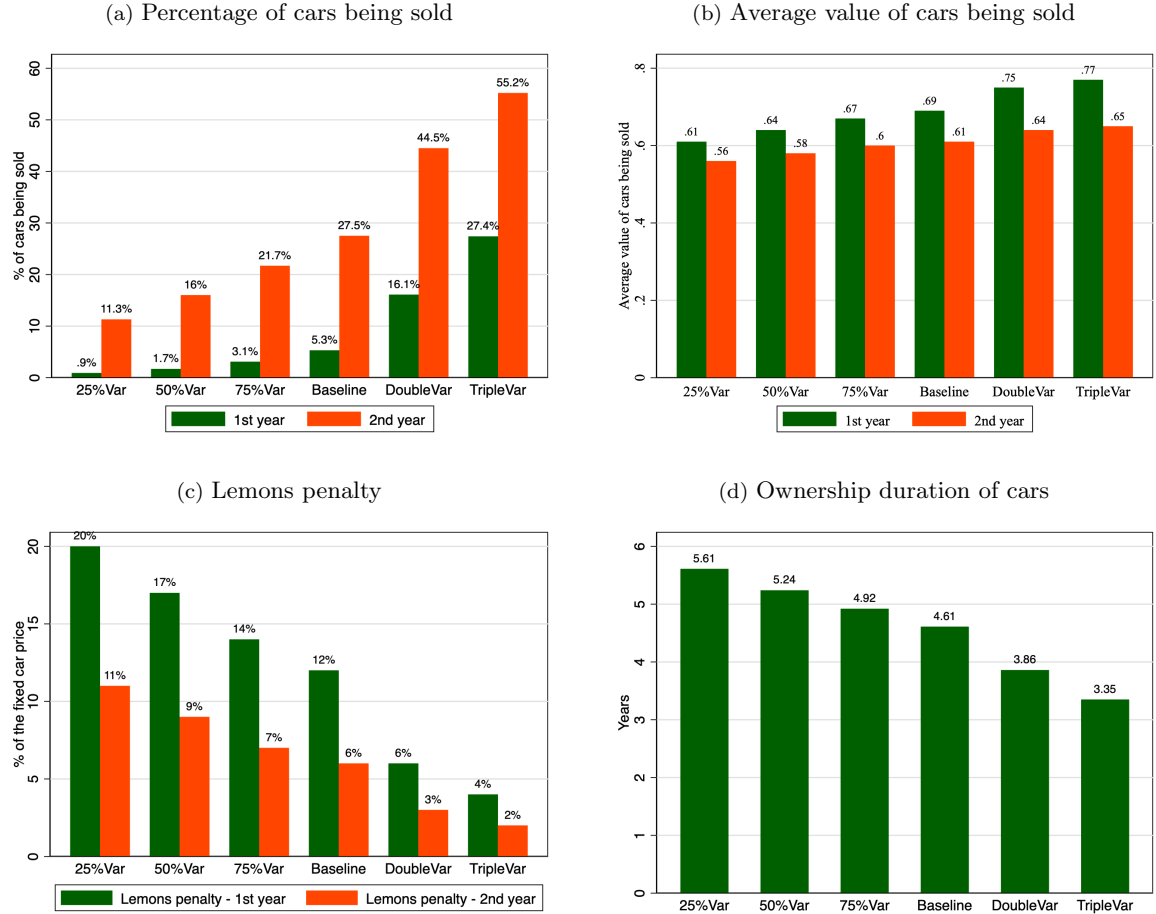 (a) Percentage of cars being sold
% of cars being sold
60
50
40
30
20
10
0
.9%
11.3%
1.7%
16%
3.1%
21.7%
5.3%
27.5%
16.1%
44.5%
27.4%
55.2%
25%Var
50%Var
75%Var
Baseline
DoubleVar
TripleVar
1st year
2nd year
(b) Average value of cars being sold
Average value of cars being sold
.8
.6
.4
.2
0
.61
.56
.64
.58
.67
.6
.69
.61
.75
.64
.77
.65
25%Var
50%Var
75%Var
Baseline
DoubleVar
TripleVar
1st year
2nd year
(c) Lemons penalty
% of the fixed car price
20
15
10
5
0
20%
11%
17%
9%
14%
7%
12%
6%
6%
3%
4%
2%
25%Var
50%Var
75%Var
Baseline
DoubleVar
TripleVar
Lemons penalty - 1st year
Lemons penalty - 2nd year
(d) Ownership duration of cars
Years
6
5
4
3
2
1
0
5.61
5.24
4.92
4.61
3.86
3.35
25%Var
50%Var
75%Var
Baseline
DoubleVar
TripleVar